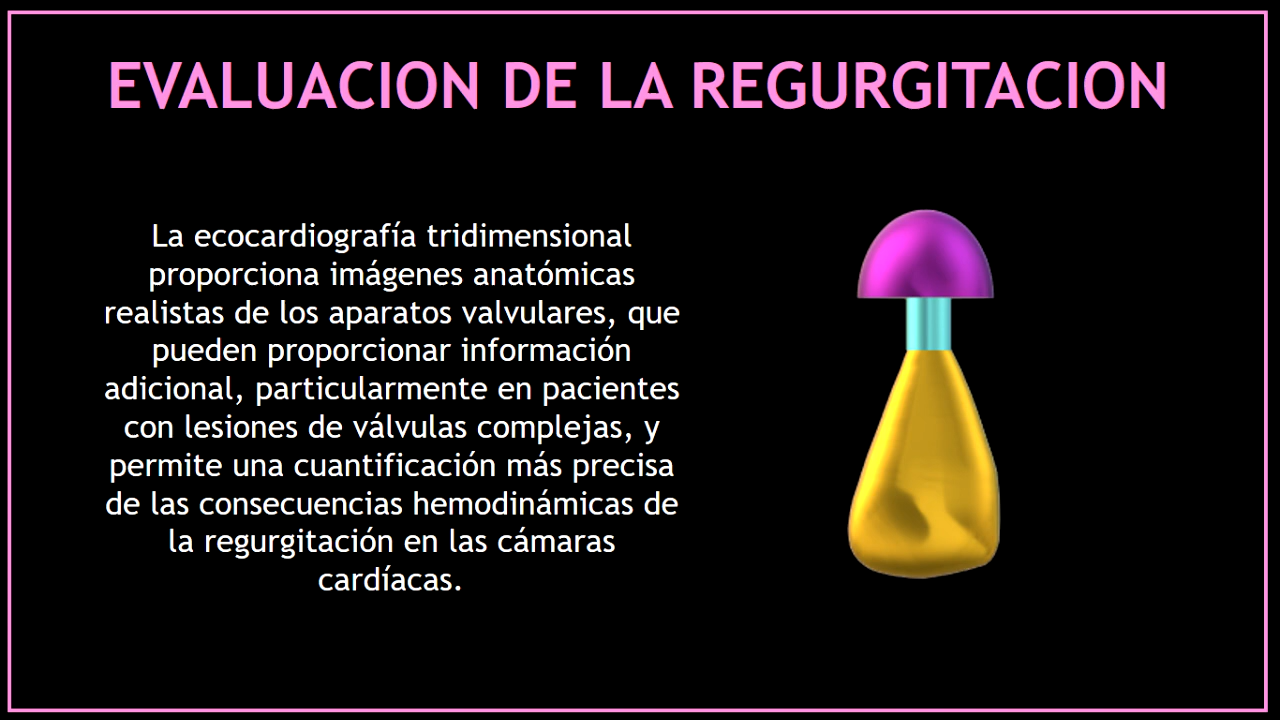 EVALUACION DE LA REGURGITACION
La ecocardiografía tridimensional
proporciona imágenes anatómicas
realistas de los aparatos valvulares, que
pueden proporcionar información
adicional, particularmente en pacientes
con lesiones de válvulas complejas, y
permite una cuantificación más precisa
de las consecuencias hemodinámicas de
la regurgitación en las cámaras
cardíacas.